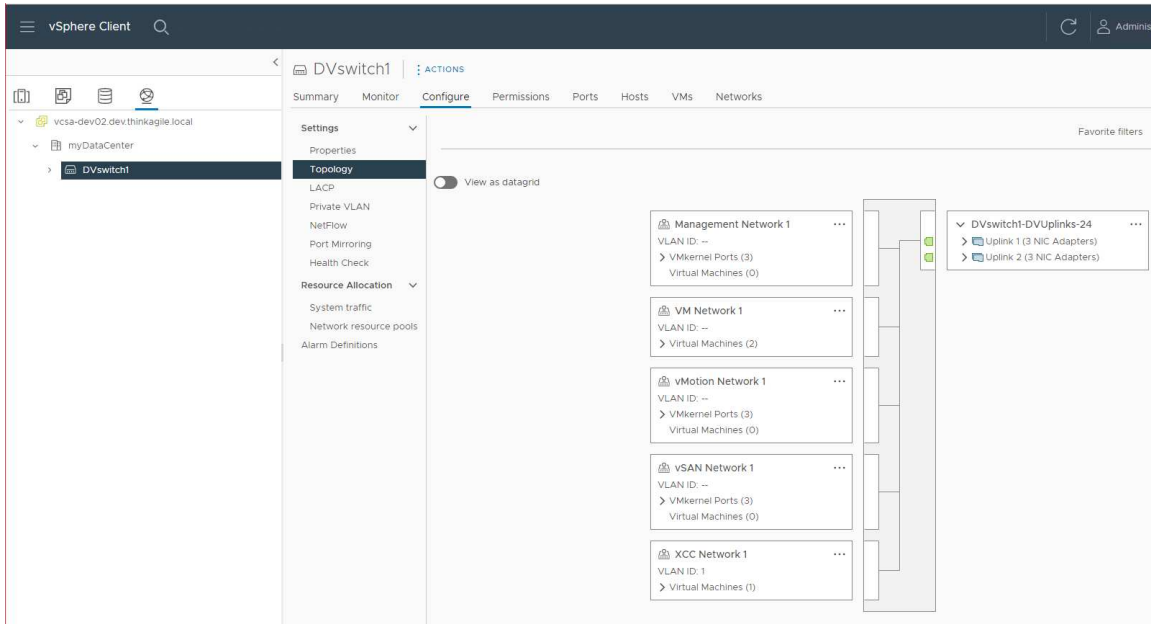 vSphere Client
Adminis
DVswitch1
ACTIONS
Summary Monitor Configure Permissions Ports Hosts VMs Networks
vcsa-dev02.dev.thinkagile.local
myDataCenter
DVswitch1
Settings
Properties
Topology
LACP
Private VLAN
NetFlow
Port Mirroring
Health Check
Resource Allocation
System traffic
Network resource pools
Alarm Definitions
Favorite filters
View as datagrid
Management Network 1 ...
VLAN ID: --
VMkernel Ports (3)
Virtual Machines (0)
VM Network 1 ...
VLAN ID: --
Virtual Machines (2)
vMotion Network 1 ...
VLAN ID: --
VMkernel Ports (3)
Virtual Machines (0)
vSAN Network 1 ...
VLAN ID: --
VMkernel Ports (3)
Virtual Machines (0)
XCC Network 1 ...
VLAN ID: 1
Virtual Machines (1)
DVswitch1-DVUplinks-24 ...
Uplink 1 (3 NIC Adapters)
Uplink 2 (3 NIC Adapters)